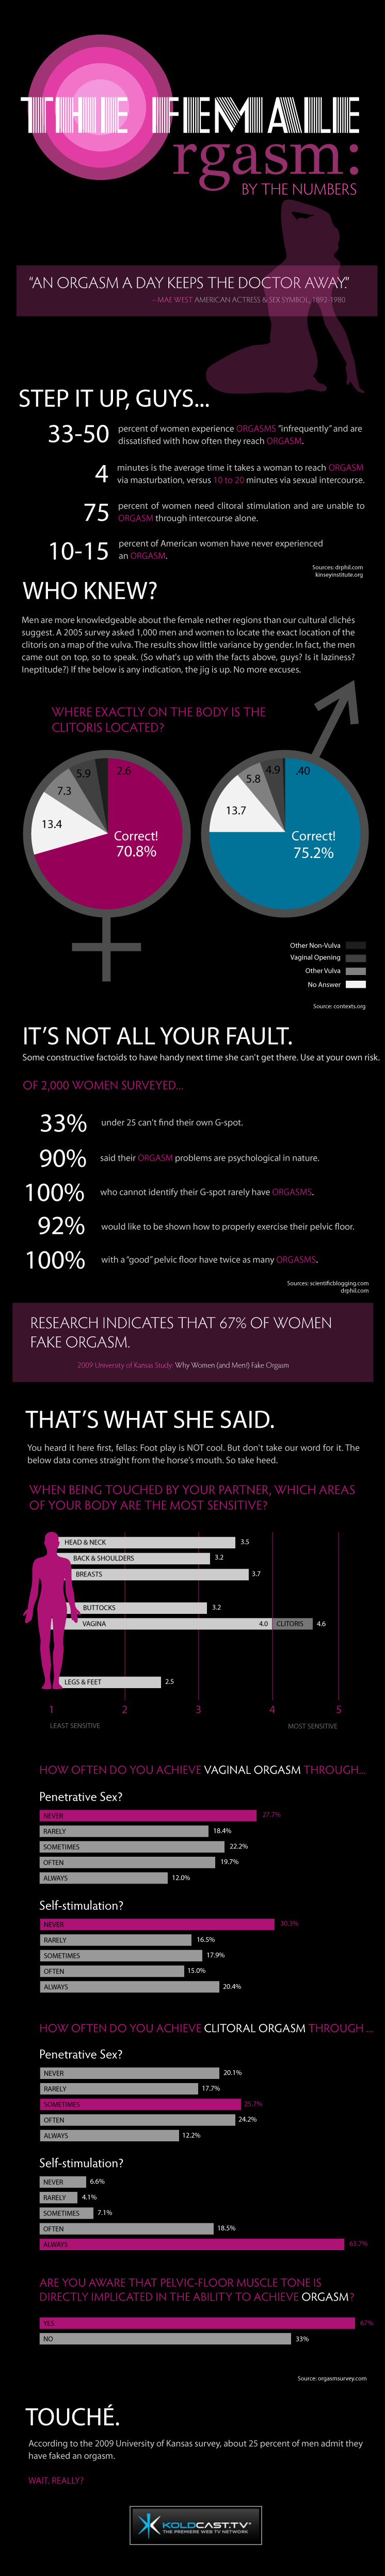 THE FEMALE
rgasm:
BY THE NUMBERS
“AN ORGASM A DAY KEEPS THE DOCTOR AWAY.”
– MAE WEST AMERICAN ACTRESS & SEX SYMBOL, 1892-1980
STEP IT UP, GUYS...
33-50
percent of women experience ORGASMS “infrequently” and are
dissatisfied with how often they reach ORGASM.
4
minutes is the average time it takes a woman to reach ORGASM
via masturbation, versus 10 to 20 minutes via sexual intercourse.
75
percent of women need clitoral stimulation and are unable to
ORGASM through intercourse alone.
10-15
percent of American women have never experienced
an ORGASM.
Sources: drphil.com
kinseyinstitute.org
WHO KNEW?
Men are more knowledgeable about the female nether regions than our cultural clichés
suggest. A 2005 survey asked 1,000 men and women to locate the exact location of the
clitoris on a map of the vulva. The results show little variance by gender. In fact, the men
came out on top, so to speak. (So what's up with the facts above, guys? Is it laziness?
Ineptitude?) If the below is any indication, the jig is up. No more excuses.
WHERE EXACTLY ON THE BODY IS THE
CLITORIS LOCATED?
2.6
5.9
7.3
13.4
Correct!
70.8%
.40
4.9
5.8
13.7
Correct!
75.2%
Other Non-Vulva
Vaginal Opening
Other Vulva
No Answer
Source: contexts.org
IT’S NOT ALL YOUR FAULT.
Some constructive factoids to have handy next time she can't get there. Use at your own risk.
OF 2,000 WOMEN SURVEYED...
33%
under 25 can't find their own G-spot.
90%
said their ORGASM problems are psychological in nature.
100%
who cannot identify their G-spot rarely have ORGASMS.
92%
would like to be shown how to properly exercise their pelvic floor.
100%
with a “good” pelvic floor have twice as many ORGASMS.
Sources: scientificblogging.com
drphil.com
RESEARCH INDICATES THAT 67% OF WOMEN
FAKE ORGASM.
2009 University of Kansas Study: Why Women (and Men!) Fake Orgasm
THAT’S WHAT SHE SAID.
You heard it here first, fellas: Foot play is NOT cool. But don't take our word for it. The
below data comes straight from the horse's mouth. So take heed.
WHEN BEING TOUCHED BY YOUR PARTNER, WHICH AREAS
OF YOUR BODY ARE THE MOST SENSITIVE?
HEAD & NECK 3.5
BACK & SHOULDERS 3.2
BREASTS 3.7
BUTTOCKS 3.2
VAGINA 4.0 CLITORIS 4.6
LEGS & FEET 2.5
1 2 3 4 5
LEAST SENSITIVE MOST SENSITIVE
HOW OFTEN DO YOU ACHIEVE VAGINAL ORGASM THROUGH...
Penetrative Sex?
NEVER 27.7%
RARELY 18.4%
SOMETIMES 22.2%
OFTEN 19.7%
ALWAYS 12.0%
Self-stimulation?
NEVER 30.3%
RARELY 16.5%
SOMETIMES 17.9%
OFTEN 15.0%
ALWAYS 20.4%
HOW OFTEN DO YOU ACHIEVE CLITORAL ORGASM THROUGH ...
Penetrative Sex?
NEVER 20.1%
RARELY 17.7%
SOMETIMES 25.7%
OFTEN 24.2%
ALWAYS 12.2%
Self-stimulation?
NEVER 6.6%
RARELY 4.1%
SOMETIMES 7.1%
OFTEN 18.5%
ALWAYS 63.7%
ARE YOU AWARE THAT PELVIC-FLOOR MUSCLE TONE IS
DIRECTLY IMPLICATED IN THE ABILITY TO ACHIEVE ORGASM?
YES 67%
NO 33%
Source: orgasmsurvey.com
TOUCHÉ.
According to the 2009 University of Kansas survey, about 25 percent of men admit they
have faked an orgasm.
WAIT. REALLY?
KOLDCAST.TV
THE PREMIERE WEB TV NETWORK